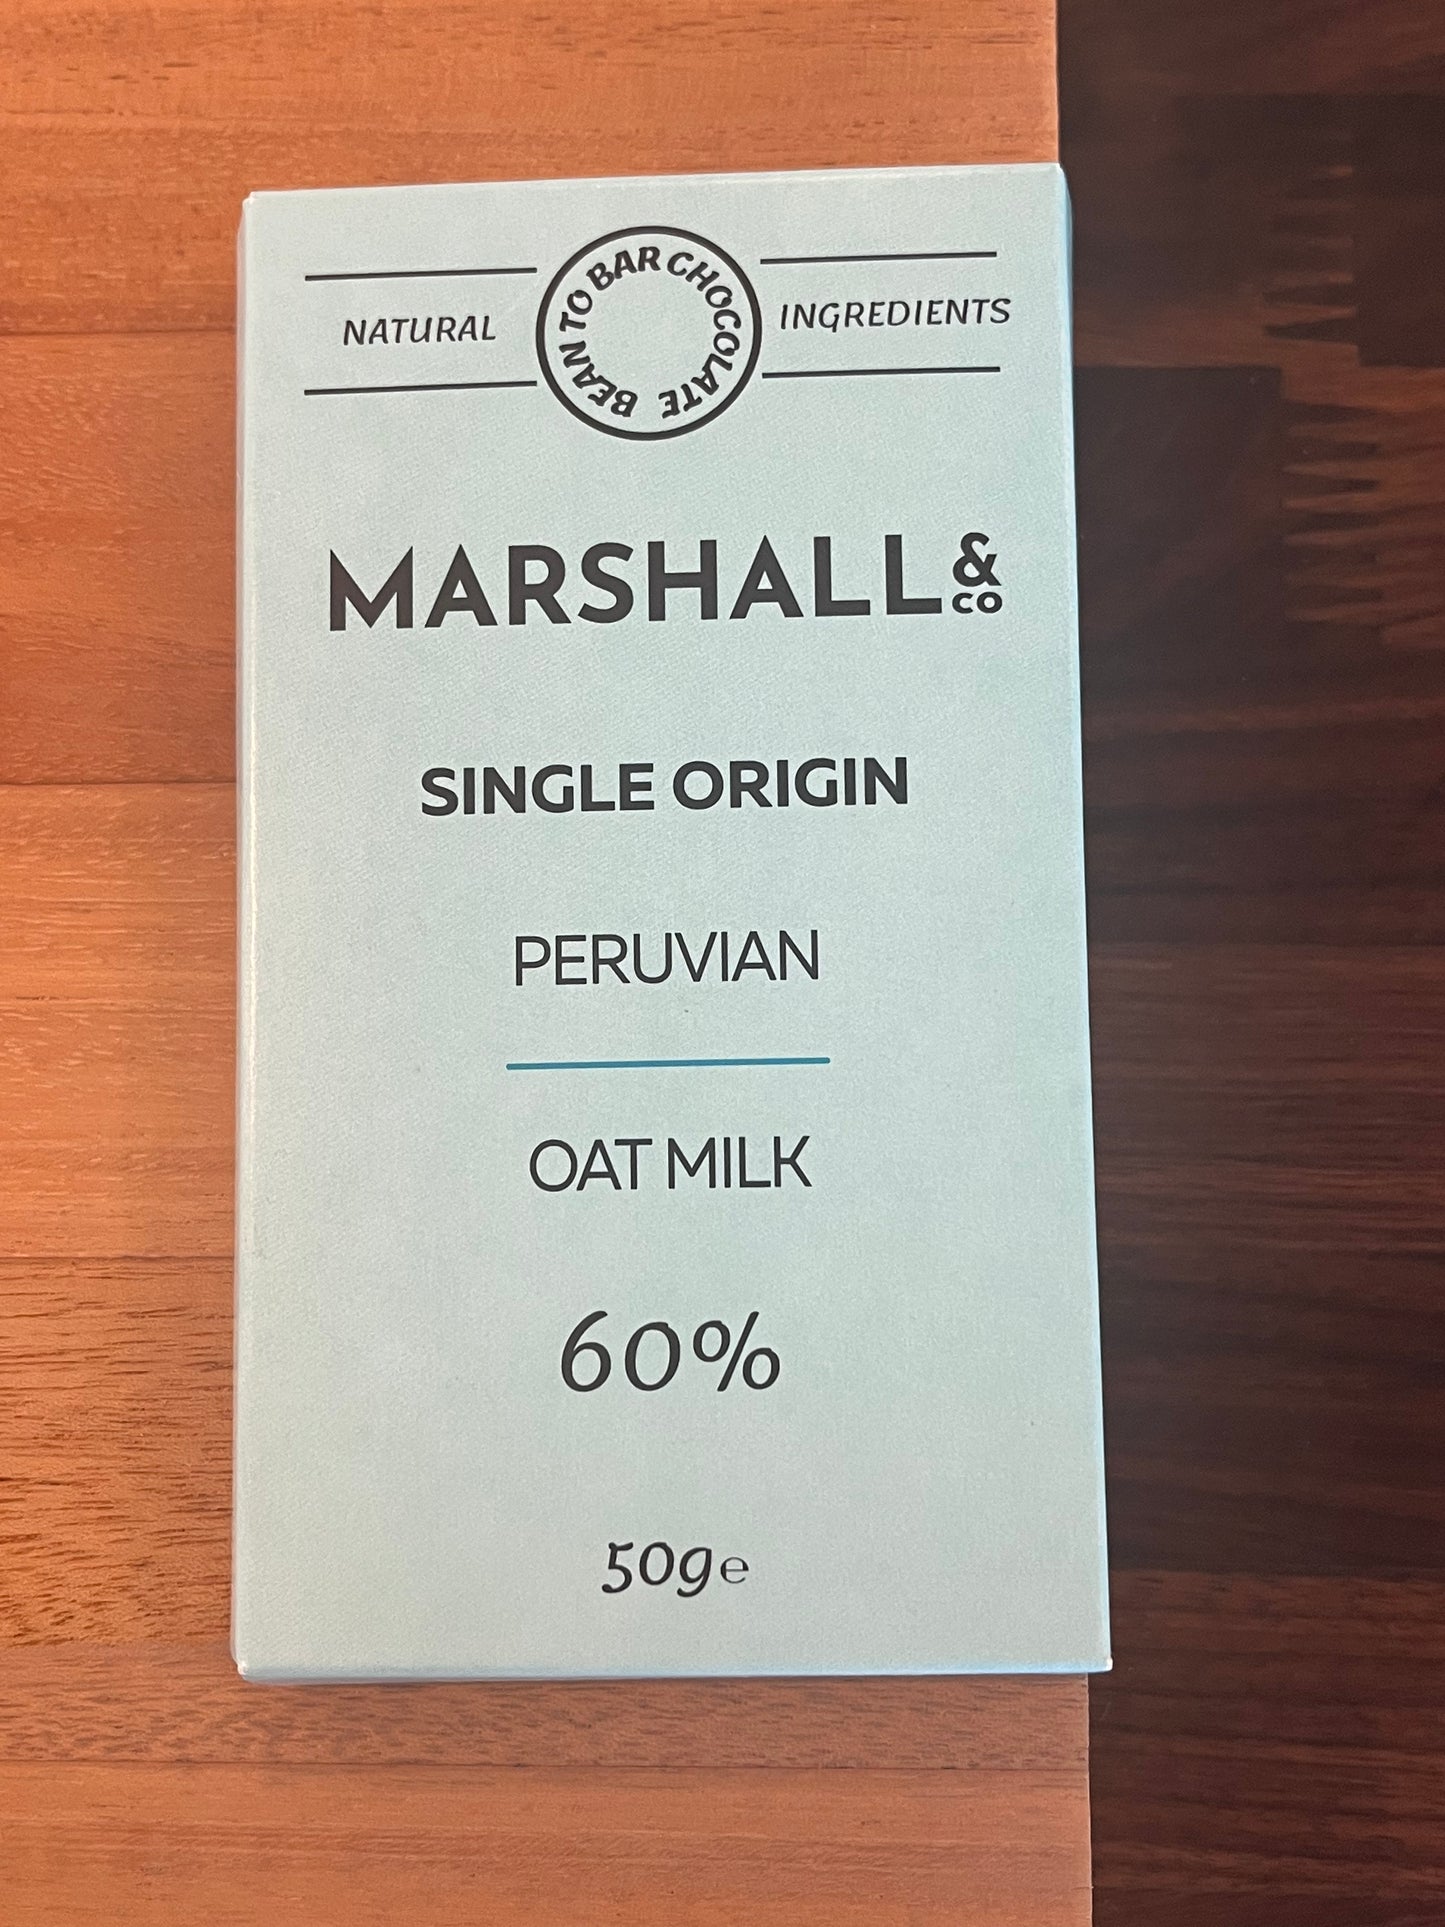 NATURAL
BEAN TO BAR CHOCOLATE
INGREDIENTS
MARSHALL & CO
SINGLE ORIGIN
PERUVIAN
OAT MILK
60%
50g℮